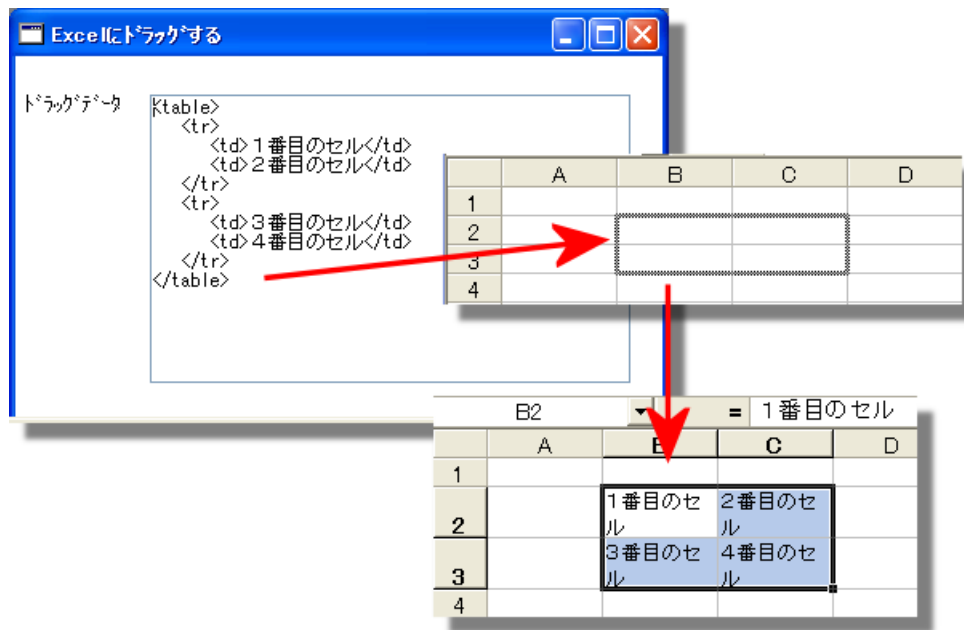 Excelにﾄﾞﾗｯｸﾞする
ﾄﾞﾗｯｸﾞﾃﾞｰﾀ
<table>
<tr>
<td>１番目のセル</td>
<td>２番目のセル</td>
</tr>
<tr>
<td>３番目のセル</td>
<td>４番目のセル</td>
</tr>
</table>
A B C D
1
2
3
4
B2 = １番目のセル
A B C D
1
2 １番目のセ ２番目のセ
ル ル
3 ３番目のセ ４番目のセ
ル ル
4